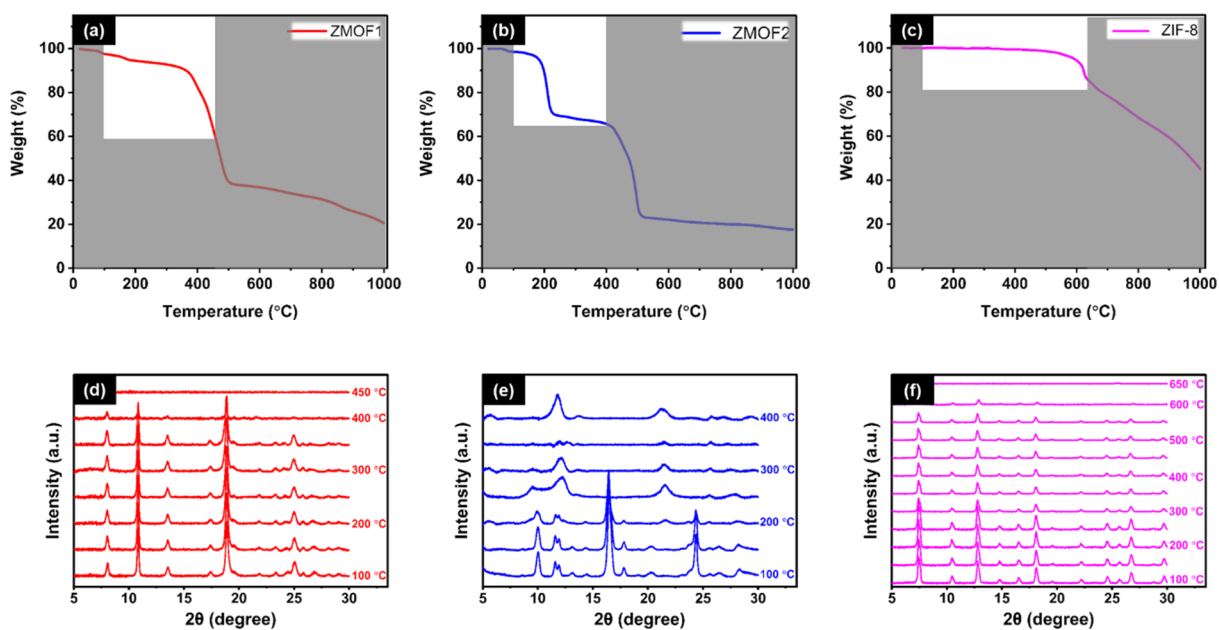 (a)
ZMOF1
100
80
60
40
20
0
Weight (%)
0 200 400 600 800 1000
Temperature (°C)
(b)
ZMOF2
100
80
60
40
20
0
Weight (%)
0 200 400 600 800 1000
Temperature (°C)
(c)
ZIF-8
100
80
60
40
20
0
Weight (%)
0 200 400 600 800 1000
Temperature (°C)
(d)
450 °C
400 °C
300 °C
200 °C
100 °C
Intensity (a.u.)
5 10 15 20 25 30
2θ (degree)
(e)
400 °C
300 °C
200 °C
100 °C
Intensity (a.u.)
5 10 15 20 25 30
2θ (degree)
(f)
650 °C
600 °C
500 °C
400 °C
300 °C
200 °C
100 °C
Intensity (a.u.)
5 10 15 20 25 30
2θ (degree)